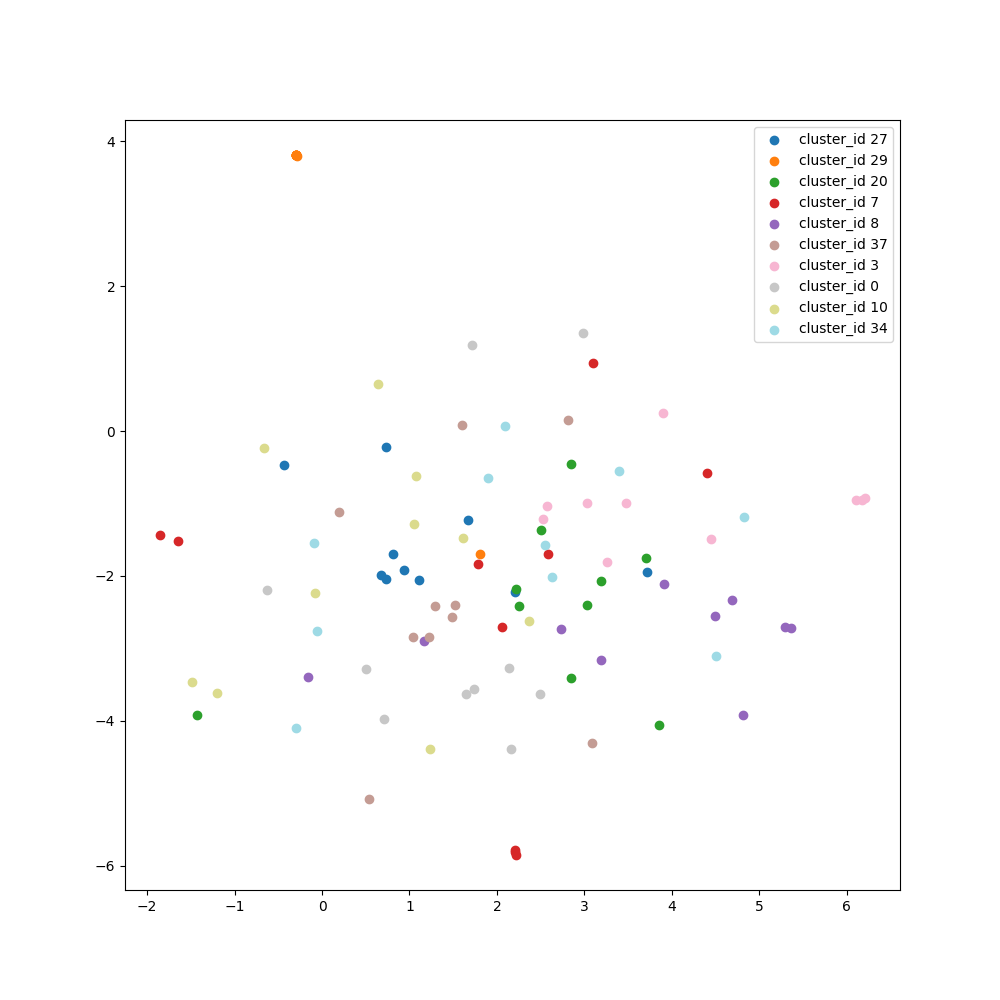 cluster_id 27
cluster_id 29
cluster_id 20
cluster_id 7
cluster_id 8
cluster_id 37
cluster_id 3
cluster_id 0
cluster_id 10
cluster_id 34
4
2
0
−2
−4
−6
−2 −1 0 1 2 3 4 5 6